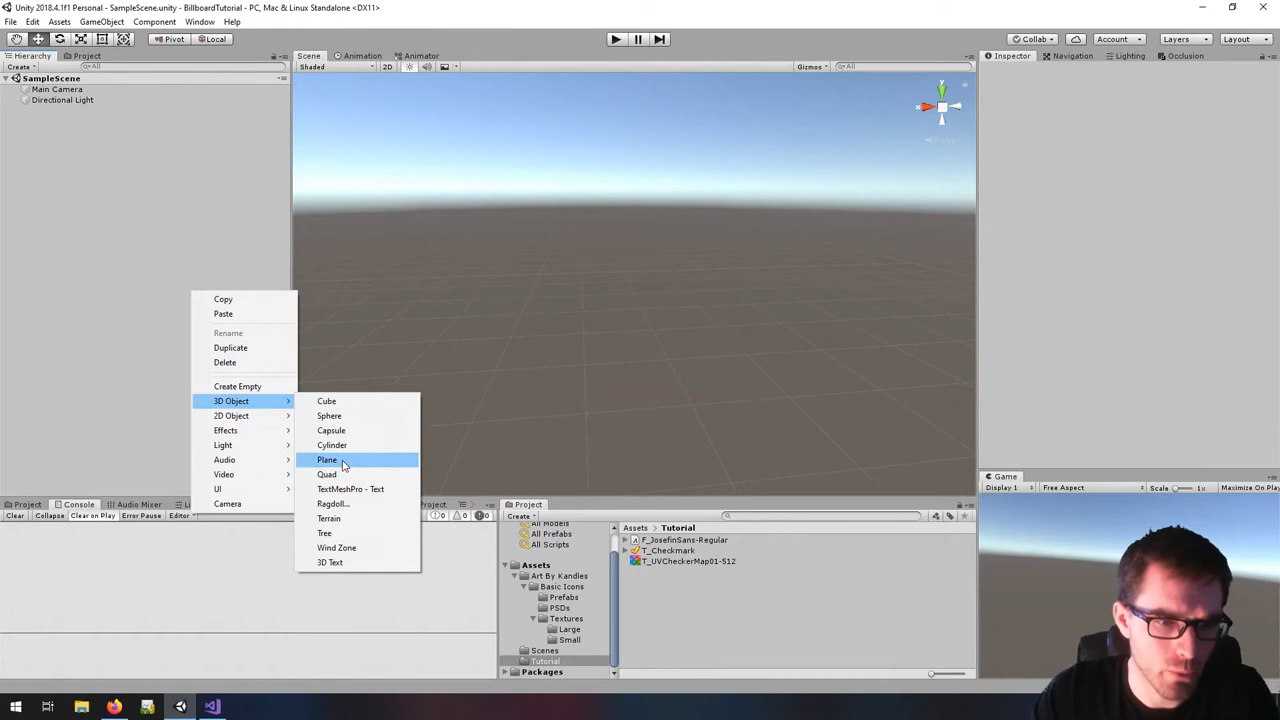 Unity 2018.4.1f1 Personal - SampleScene.unity - BillboardTutorial - PC, Mac & Linux Standalone <DX11>
File Edit Assets GameObject Component Window Help
Pivot Local Collab Account Layers Layout
Hierarchy Project Scene Animation Animator Inspector Navigation Lighting Occlusion
Create All Shaded 2D Gizmos All
SampleScene
Main Camera
Directional Light
y
x
Copy
Paste
Rename
Duplicate
Delete
Create Empty
3D Object
2D Object
Effects
Light
Audio
Video
UI
Camera
Cube
Sphere
Capsule
Cylinder
Plane
Quad
TextMeshPro - Text
Ragdoll...
Terrain
Tree
Wind Zone
3D Text
Project Console Audio Mixer
Clear Collapse Clear on Play Error Pause Editor
0 0 0
Project
Create
All Models
All Prefabs
All Scripts
Assets
Art By Kandles
Basic Icons
Prefabs
PSDs
Textures
Large
Small
Scenes
Tutorial
Packages
Assets Tutorial
F_JosefinSans-Regular
T_Checkmark
T_UVCheckerMap01-512
Game
Display 1 Free Aspect Scale Maximize On Play